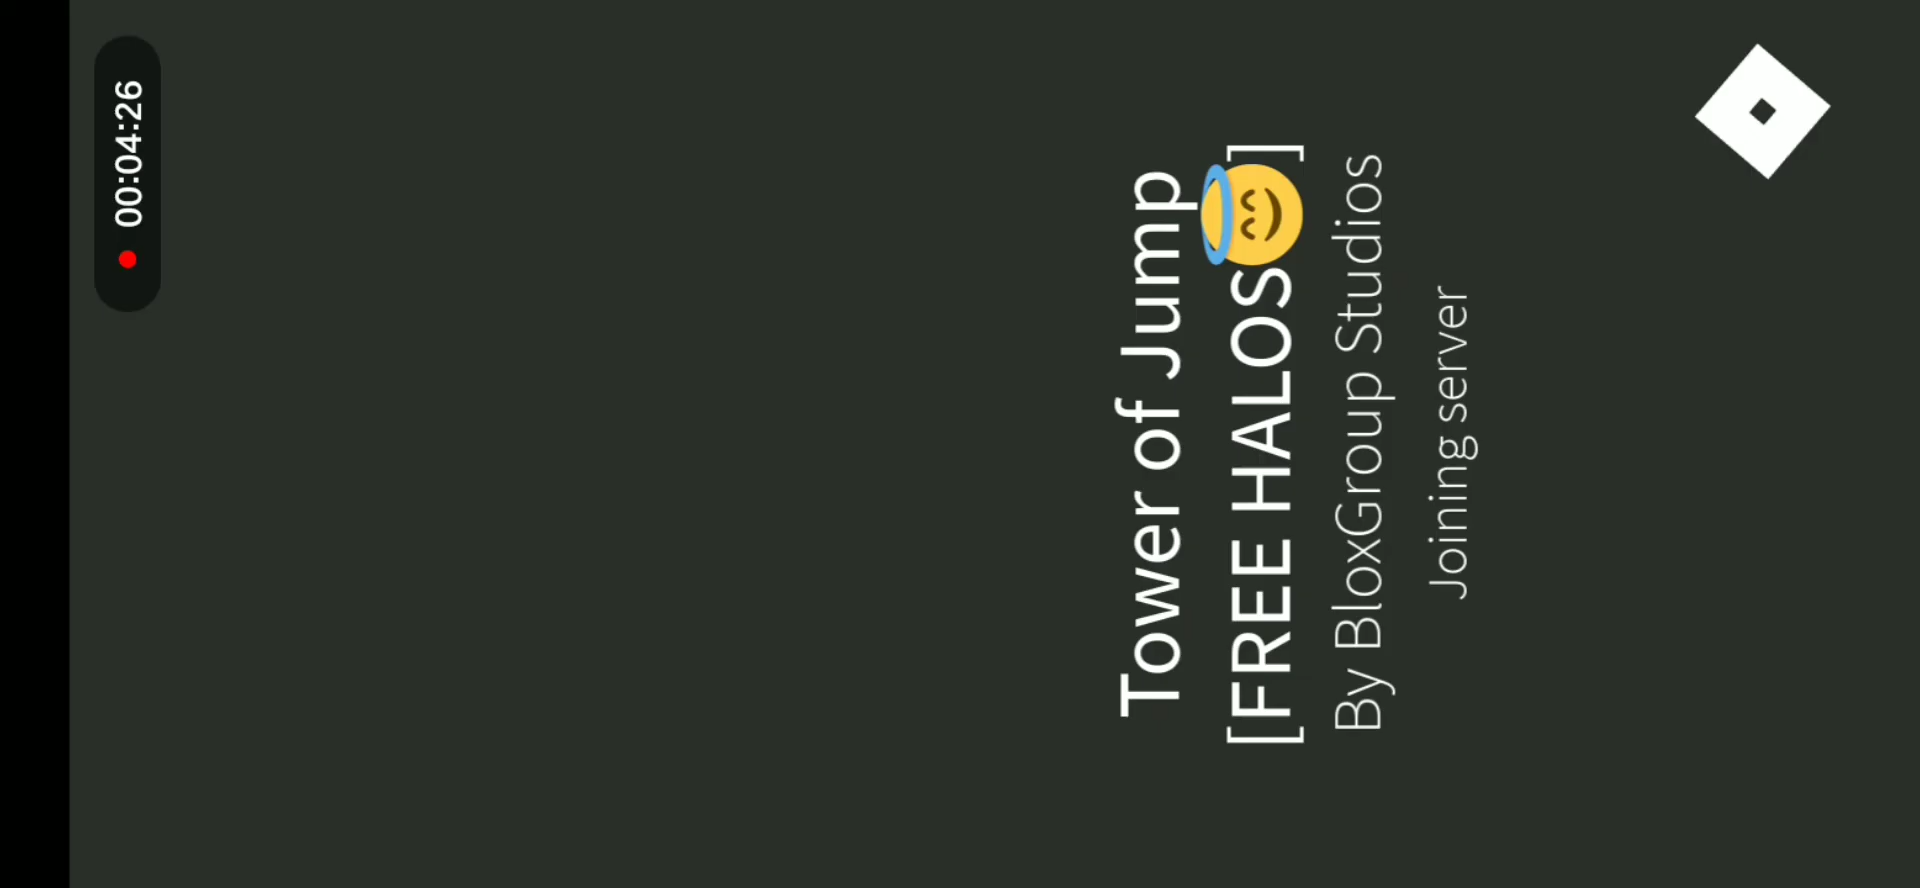 00:04:26
Tower of Jump
[FREE HALOS😇]
By BloxGroup Studios
Joining server